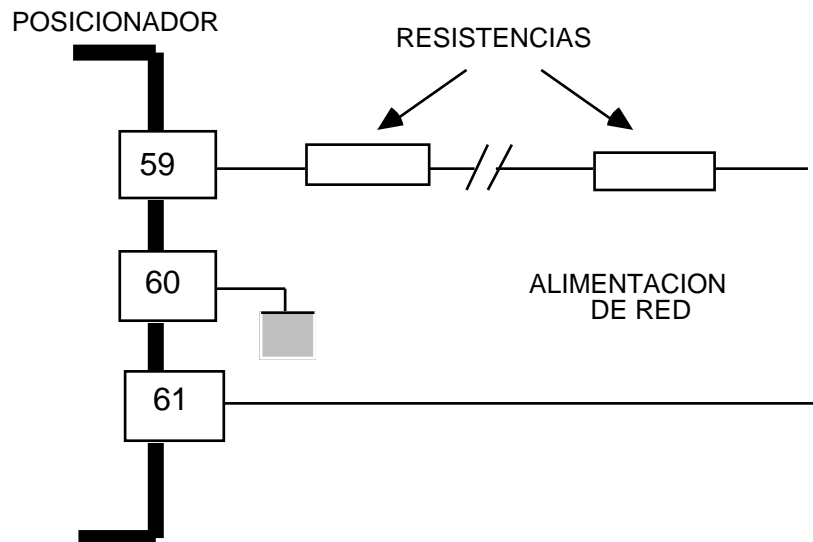 POSICIONADOR
RESISTENCIAS
59
60
ALIMENTACION
DE RED
61